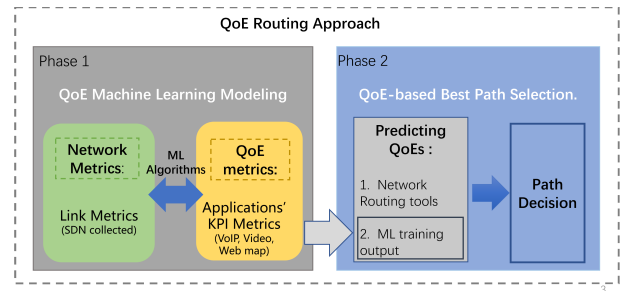 QoE Routing Approach
Phase 1
QoE Machine Learning Modeling
Network
Metrics:
Link Metrics
(SDN collected)
ML
Algorithms
QoE
metrics:
Applications'
KPI Metrics
(VoIP, Video,
Web map)
Phase 2
QoE-based Best Path Selection.
Predicting
QoEs :
1. Network
Routing tools
2. ML training
output
Path
Decision
3